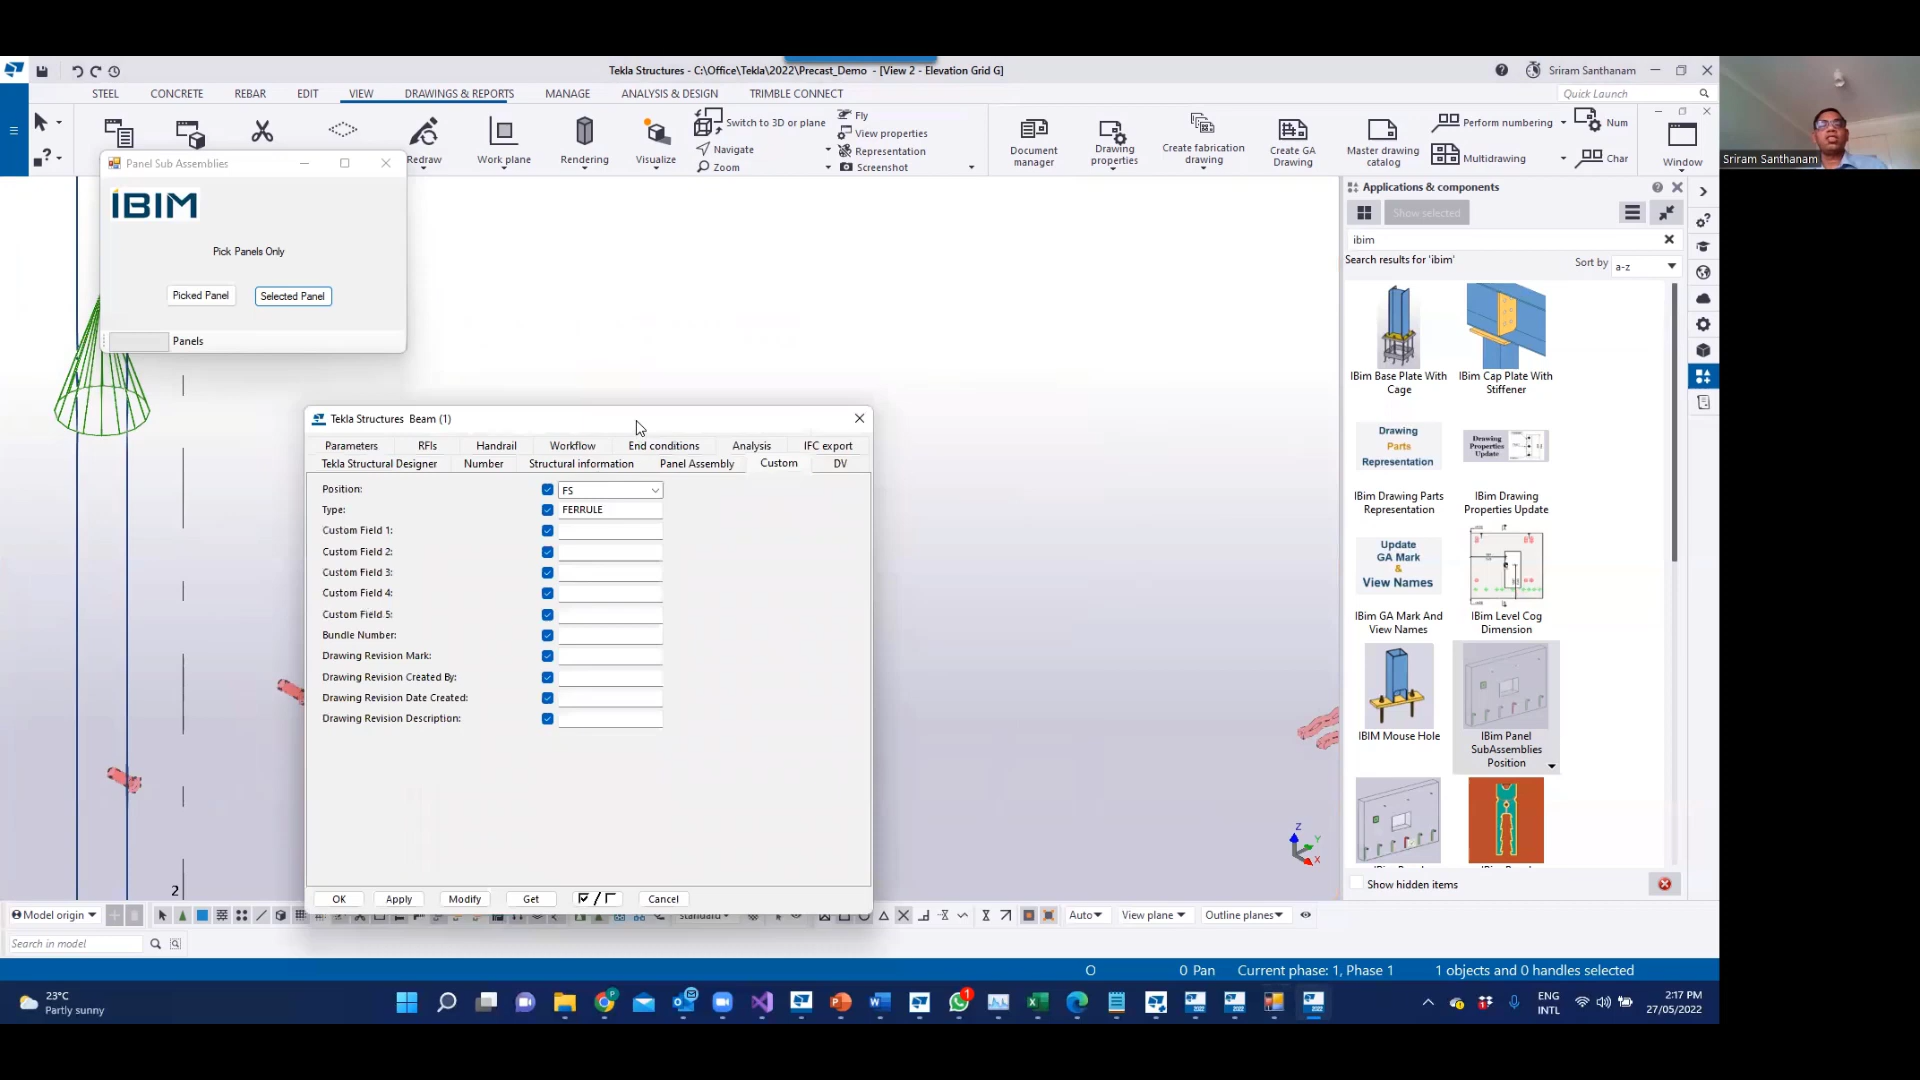 Tekla Structures - C:\Office\Tekla\2022\Precast_Demo - [View 2 - Elevation Grid G]
Sriram Santhanam
STEEL CONCRETE REBAR EDIT VIEW DRAWINGS & REPORTS MANAGE ANALYSIS & DESIGN TRIMBLE CONNECT
Quick Launch
Redraw
Work plane
Rendering
Visualize
Switch to 3D or plane
Navigate
Zoom
Fly
View properties
Representation
Screenshot
Document manager
Drawing properties
Create fabrication drawing
Create GA Drawing
Master drawing catalog
Perform numbering
Multidrawing
Num
Char
Window
Sriram Santhanam
Panel Sub Assemblies
IBIM
Pick Panels Only
Picked Panel
Selected Panel
Panels
Tekla Structures Beam (1)
Parameters RFIs Handrail Workflow End conditions Analysis IFC export
Tekla Structural Designer Number Structural information Panel Assembly Custom DV
Position: FS
Type: FERRULE
Custom Field 1:
Custom Field 2:
Custom Field 3:
Custom Field 4:
Custom Field 5:
Bundle Number:
Drawing Revision Mark:
Drawing Revision Created By:
Drawing Revision Date Created:
Drawing Revision Description:
OK Apply Modify Get / Cancel
2
Z
Y
X
Applications & components
Show selected
ibim
Search results for 'ibim'
Sort by a-z
IBim Base Plate With Cage
IBim Cap Plate With Stiffener
Drawing
Parts
Representation
IBim Drawing Parts Representation
Drawing
Properties
Update
IBim Drawing Properties Update
Update
GA Mark
&
View Names
IBim GA Mark And View Names
IBim Level Cog Dimension
IBIM Mouse Hole
IBim Panel SubAssemblies Position
Show hidden items
Model origin
standard
Auto
View plane
Outline planes
Search in model
O
0 Pan
Current phase: 1, Phase 1
1 objects and 0 handles selected
23°C
Partly sunny
1
ENG
INTL
2:17 PM
27/05/2022